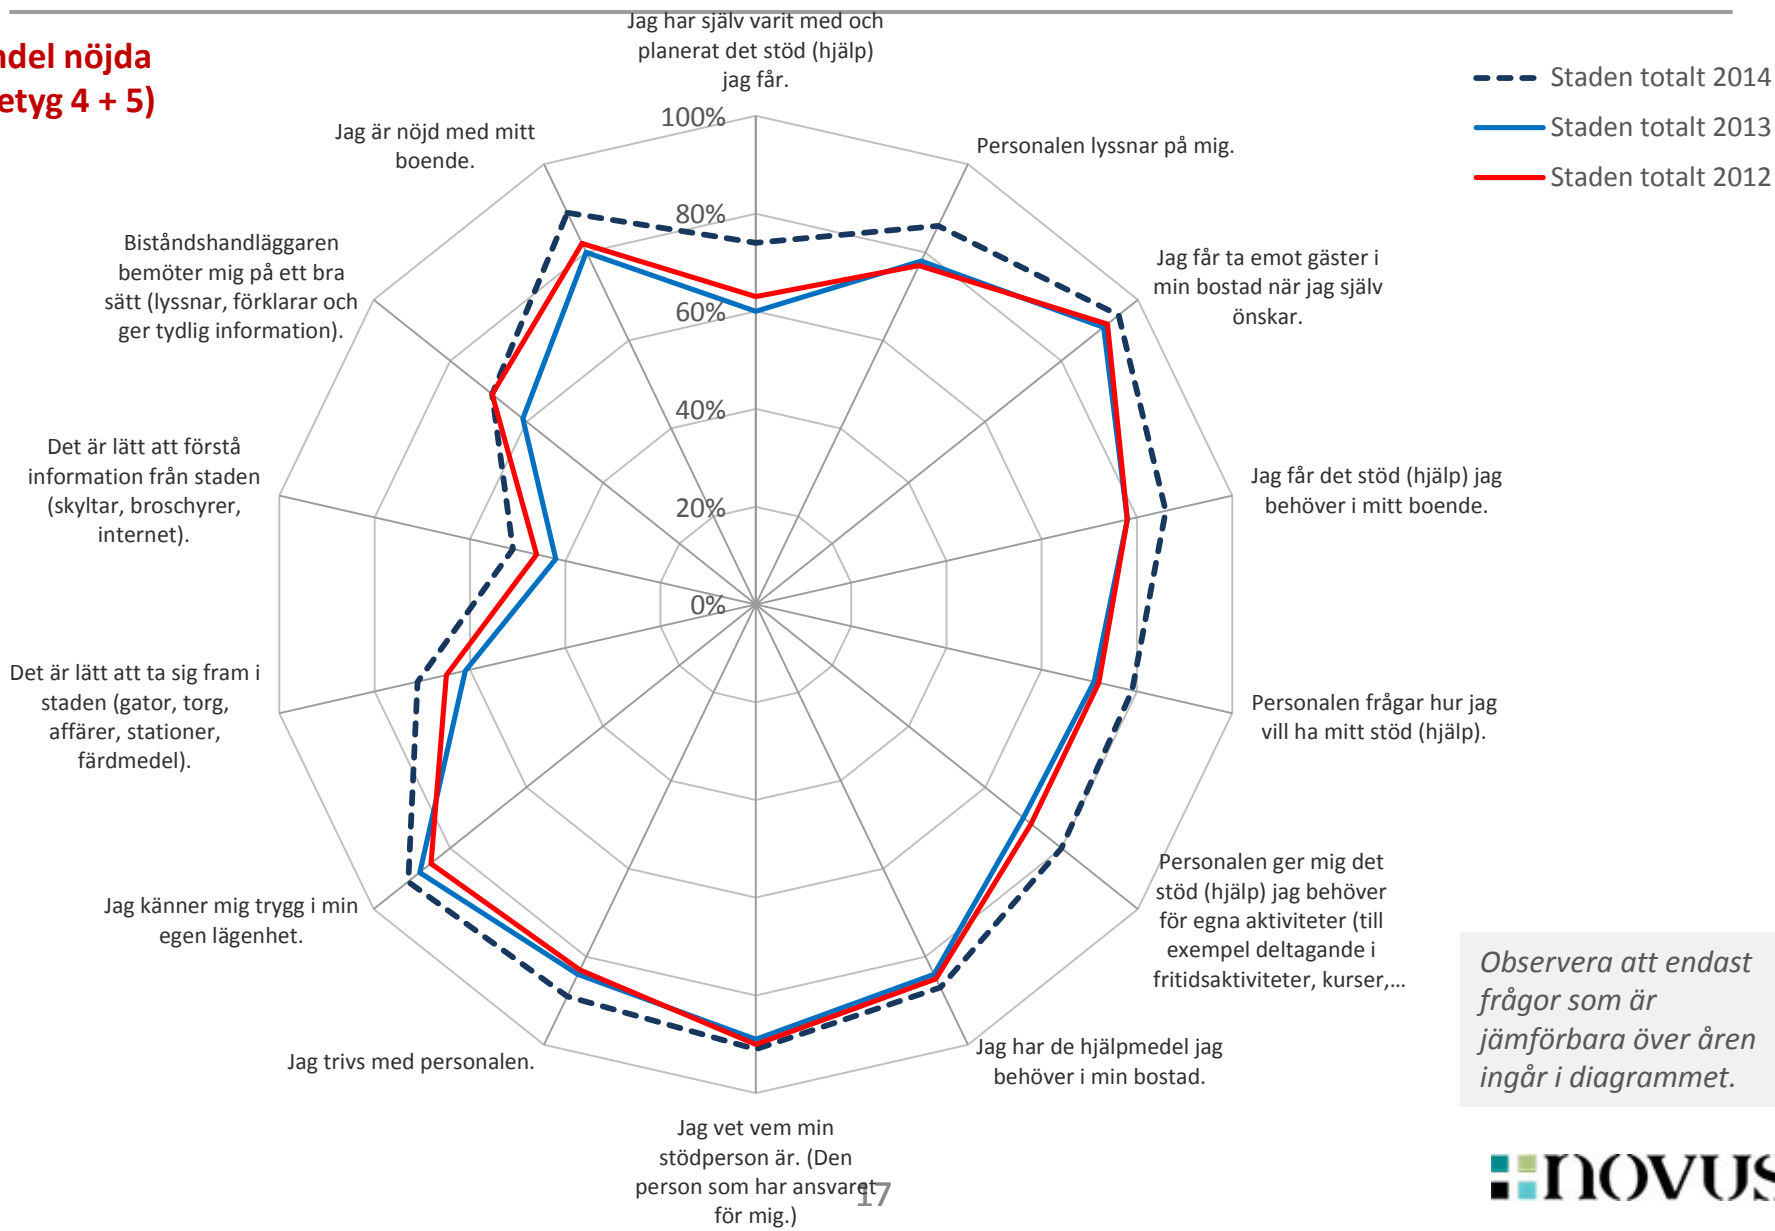 ndel nöjda
etyg 4 + 5)
Jag har själv varit med och
planerat det stöd (hjälp)
jag får.
Personalen lyssnar på mig.
Jag får ta emot gäster i
min bostad när jag själv
önskar.
Jag får det stöd (hjälp) jag
behöver i mitt boende.
Personalen frågar hur jag
vill ha mitt stöd (hjälp).
Personalen ger mig det
stöd (hjälp) jag behöver
för egna aktiviteter (till
exempel deltagande i
fritidsaktiviteter, kurser,...
Jag har de hjälpmedel jag
behöver i min bostad.
Jag vet vem min
stödperson är. (Den
person som har ansvaret
för mig.)
Jag trivs med personalen.
Jag känner mig trygg i min
egen lägenhet.
Det är lätt att ta sig fram i
staden (gator, torg,
affärer, stationer,
färdmedel).
Det är lätt att förstå
information från staden
(skyltar, broschyrer,
internet).
Biståndshandläggaren
bemöter mig på ett bra
sätt (lyssnar, förklarar och
ger tydlig information).
Jag är nöjd med mitt
boende.
100%
80%
60%
40%
20%
0%
Staden totalt 2014
Staden totalt 2013
Staden totalt 2012
Observera att endast
frågor som är
jämförbara över åren
ingår i diagrammet.
17
novus